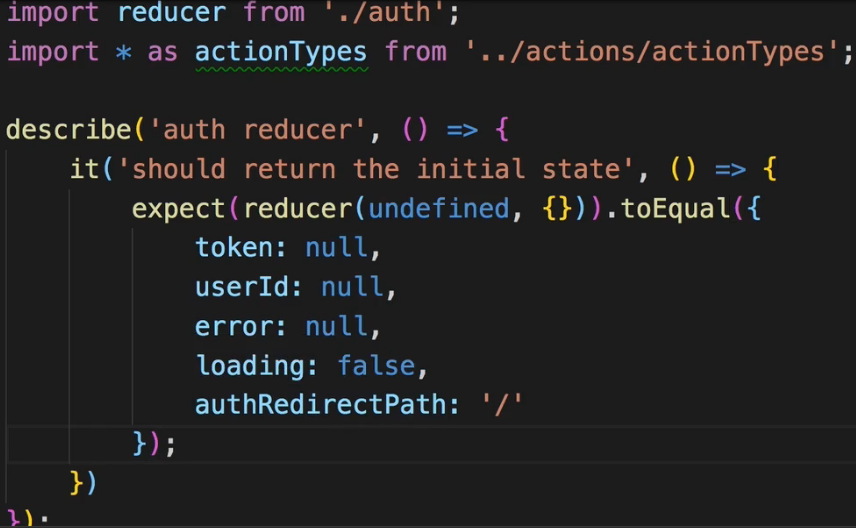 import reducer from './auth';
import * as actionTypes from '../actions/actionTypes';
describe('auth reducer', () => {
it('should return the initial state', () => {
expect(reducer(undefined, {})).toEqual({
token: null,
userId: null,
error: null,
loading: false,
authRedirectPath: '/'
});
})
});